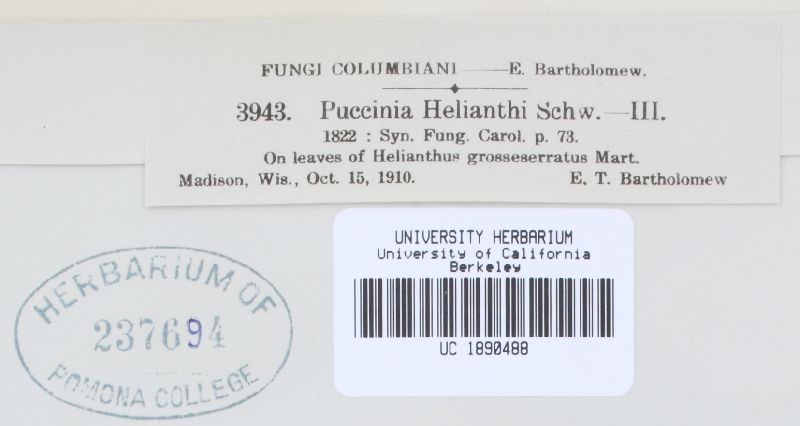 FUNGI COLUMBIANI—E. Bartholomew.
3943. Puccinia Helianthi Schw.—III.
1822 : Syn. Fung. Carol. p. 73.
On leaves of Helianthus grosseserratus Mart.
Madison, Wis., Oct. 15, 1910. E. T. Bartholomew
UNIVERSITY HERBARIUM
University of California
Berkeley
UC 1890488
HERBARIUM OF
237694
POMONA COLLEGE